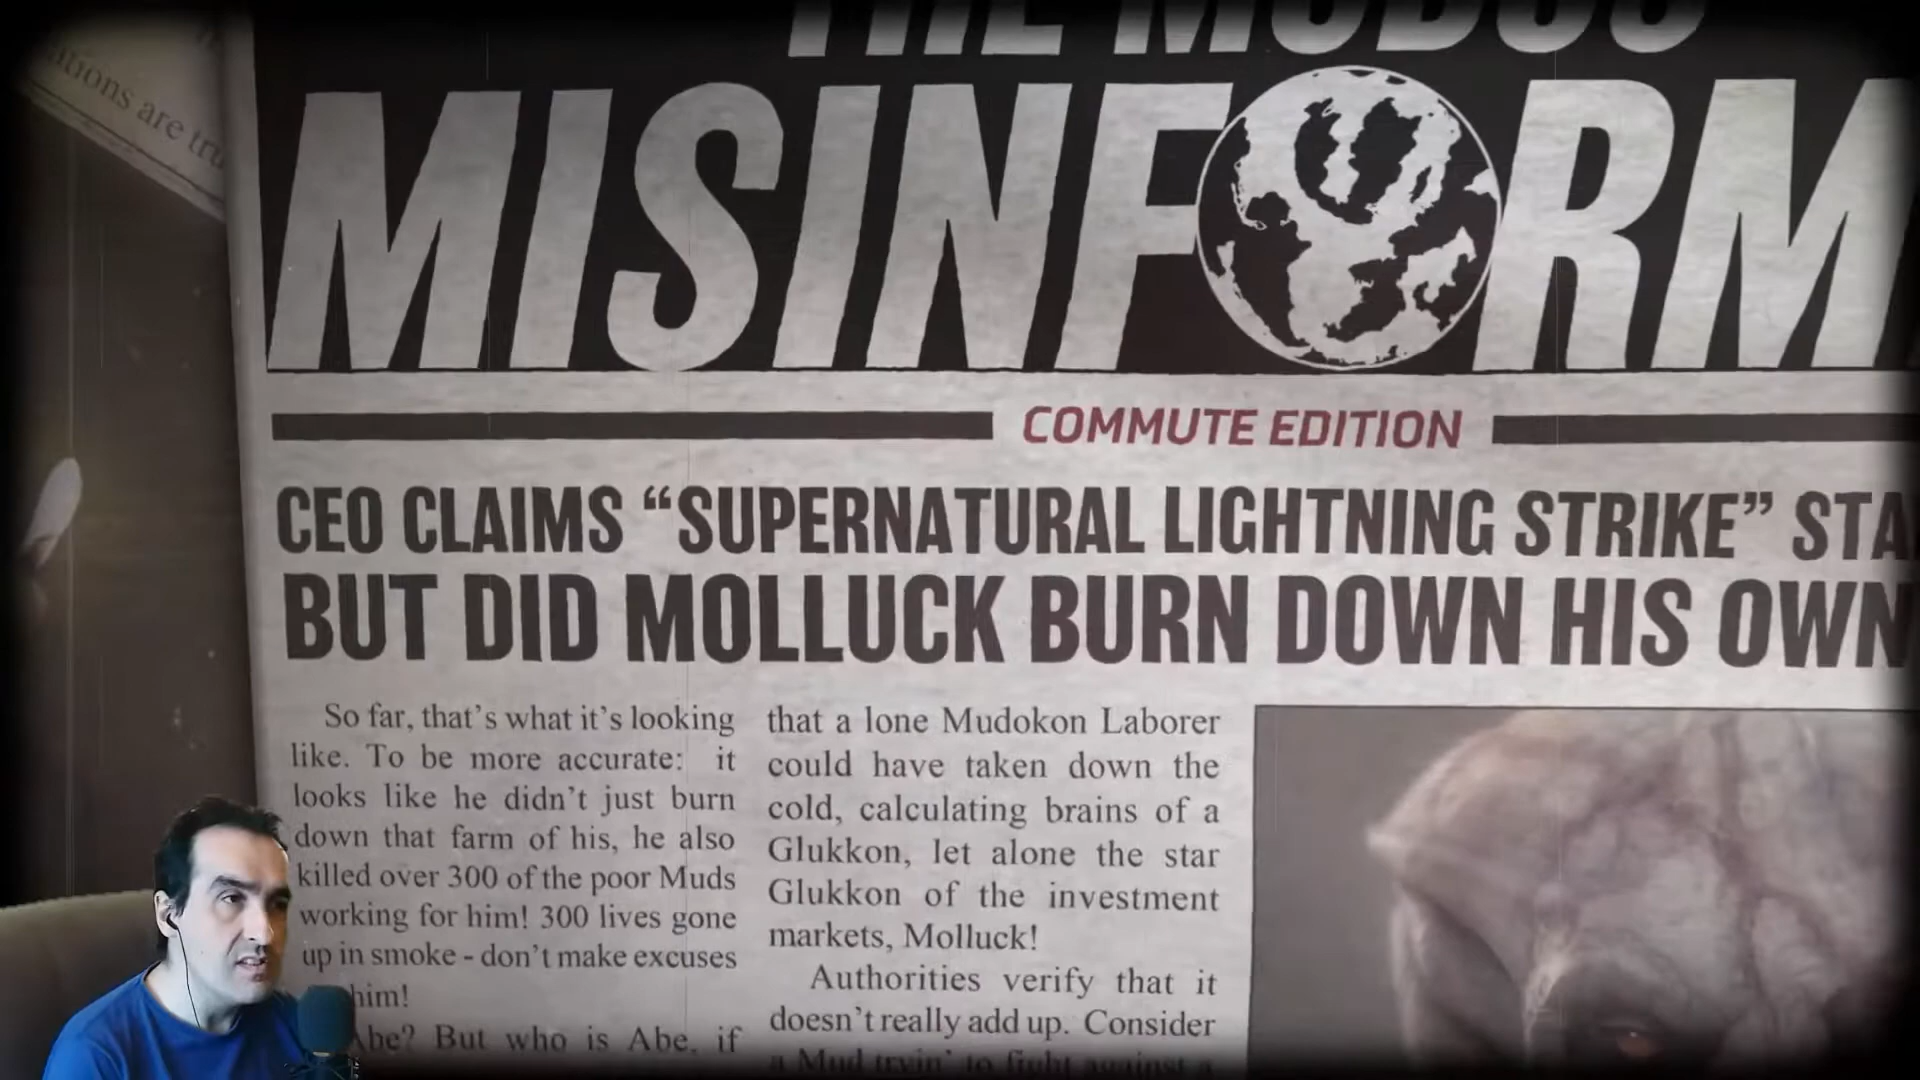 itions are tru
THE MUDOS
MISINFORM
COMMUTE EDITION
CEO CLAIMS “SUPERNATURAL LIGHTNING STRIKE” STA
BUT DID MOLLUCK BURN DOWN HIS OWN
So far, that’s what it’s looking
like. To be more accurate: it
looks like he didn’t just burn
down that farm of his, he also
killed over 300 of the poor Muds
working for him! 300 lives gone
up in smoke - don’t make excuses
him!
Abe? But who is Abe, if
that a lone Mudokon Laborer
could have taken down the
cold, calculating brains of a
Glukkon, let alone the star
Glukkon of the investment
markets, Molluck!
Authorities verify that it
doesn’t really add up. Consider
a Mud tryin’ to fight against a